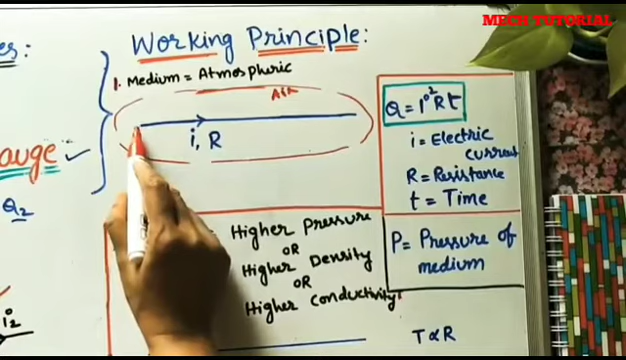 MECH TUTORIAL
es:
Working Principle:
1. Medium = Atmospheric
Air
i, R
auge
Q2
i2
Q = i²Rt
i = Electric
current
R = Resistance
t = Time
Higher Pressure
OR
Higher Density
OR
Higher Conductivity
P = Pressure of
medium
T ∝ R